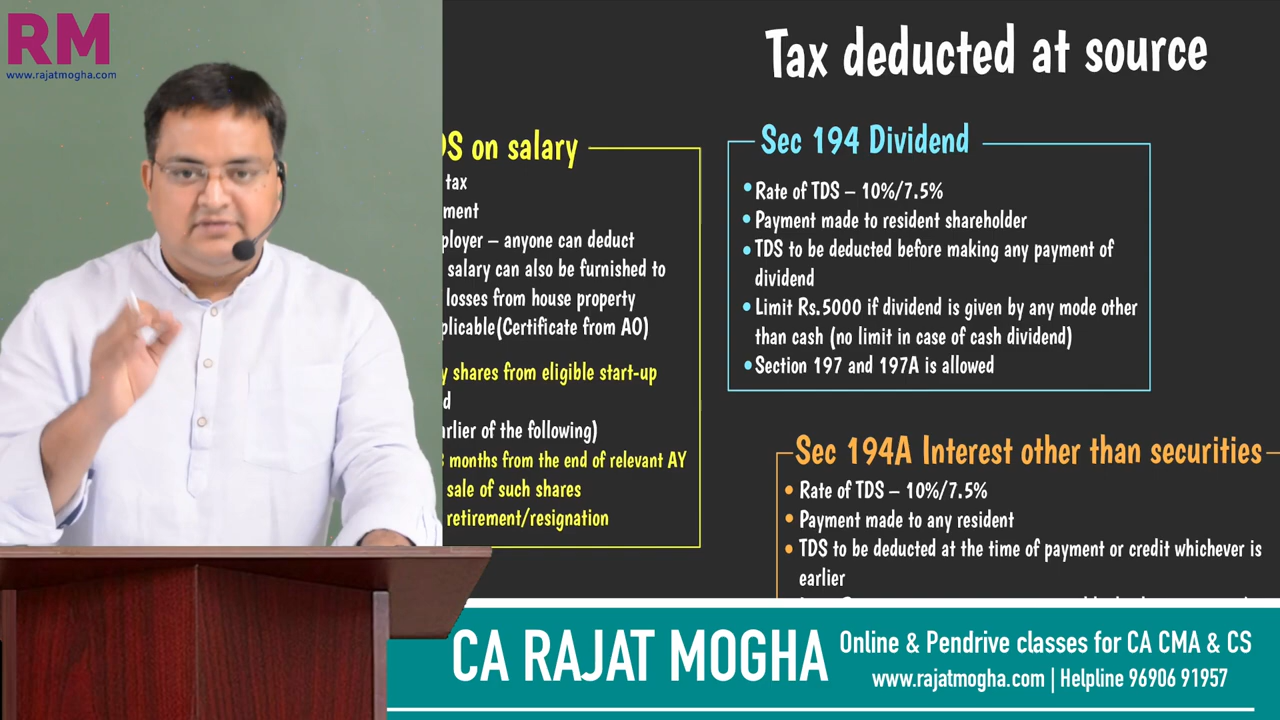 RM
www.rajatmogha.com
Tax deducted at source
on salary
tax
anyone can deduct
salary can also be furnished to
losses from house property
(Certificate from AO)
shares from eligible start-up
of the following)
months from the end of relevant AY
sale of such shares
retirement/resignation
Sec 194 Dividend
• Rate of TDS – 10%/7.5%
• Payment made to resident shareholder
• TDS to be deducted before making any payment of
dividend
• Limit Rs.5000 if dividend is given by any mode other
than cash (no limit in case of cash dividend)
• Section 197 and 197A is allowed
Sec 194A Interest other than securities
• Rate of TDS – 10%/7.5%
• Payment made to any resident
• TDS to be deducted at the time of payment or credit whichever is
earlier
CA RAJAT MOGHA
Online & Pendrive classes for CA CMA & CS
www.rajatmogha.com | Helpline 96906 91957